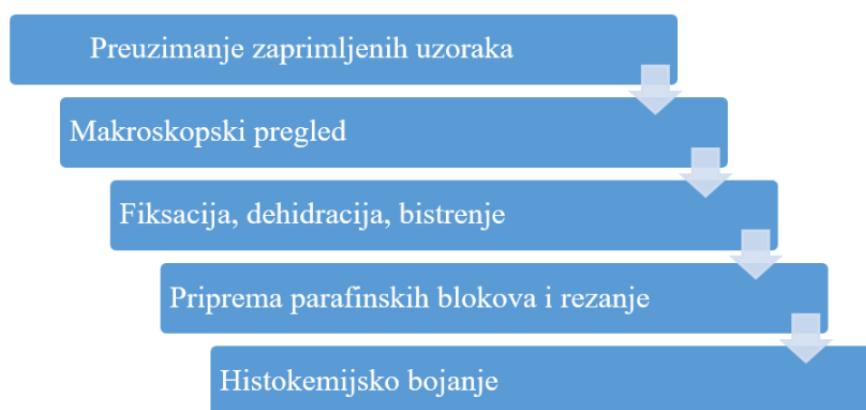 Preuzimanje zaprimljenih uzoraka
Makroskopski pregled
Fiksacija, dehidracija, bistrenje
Priprema parafinskih blokova i rezanje
Histokemijsko bojanje